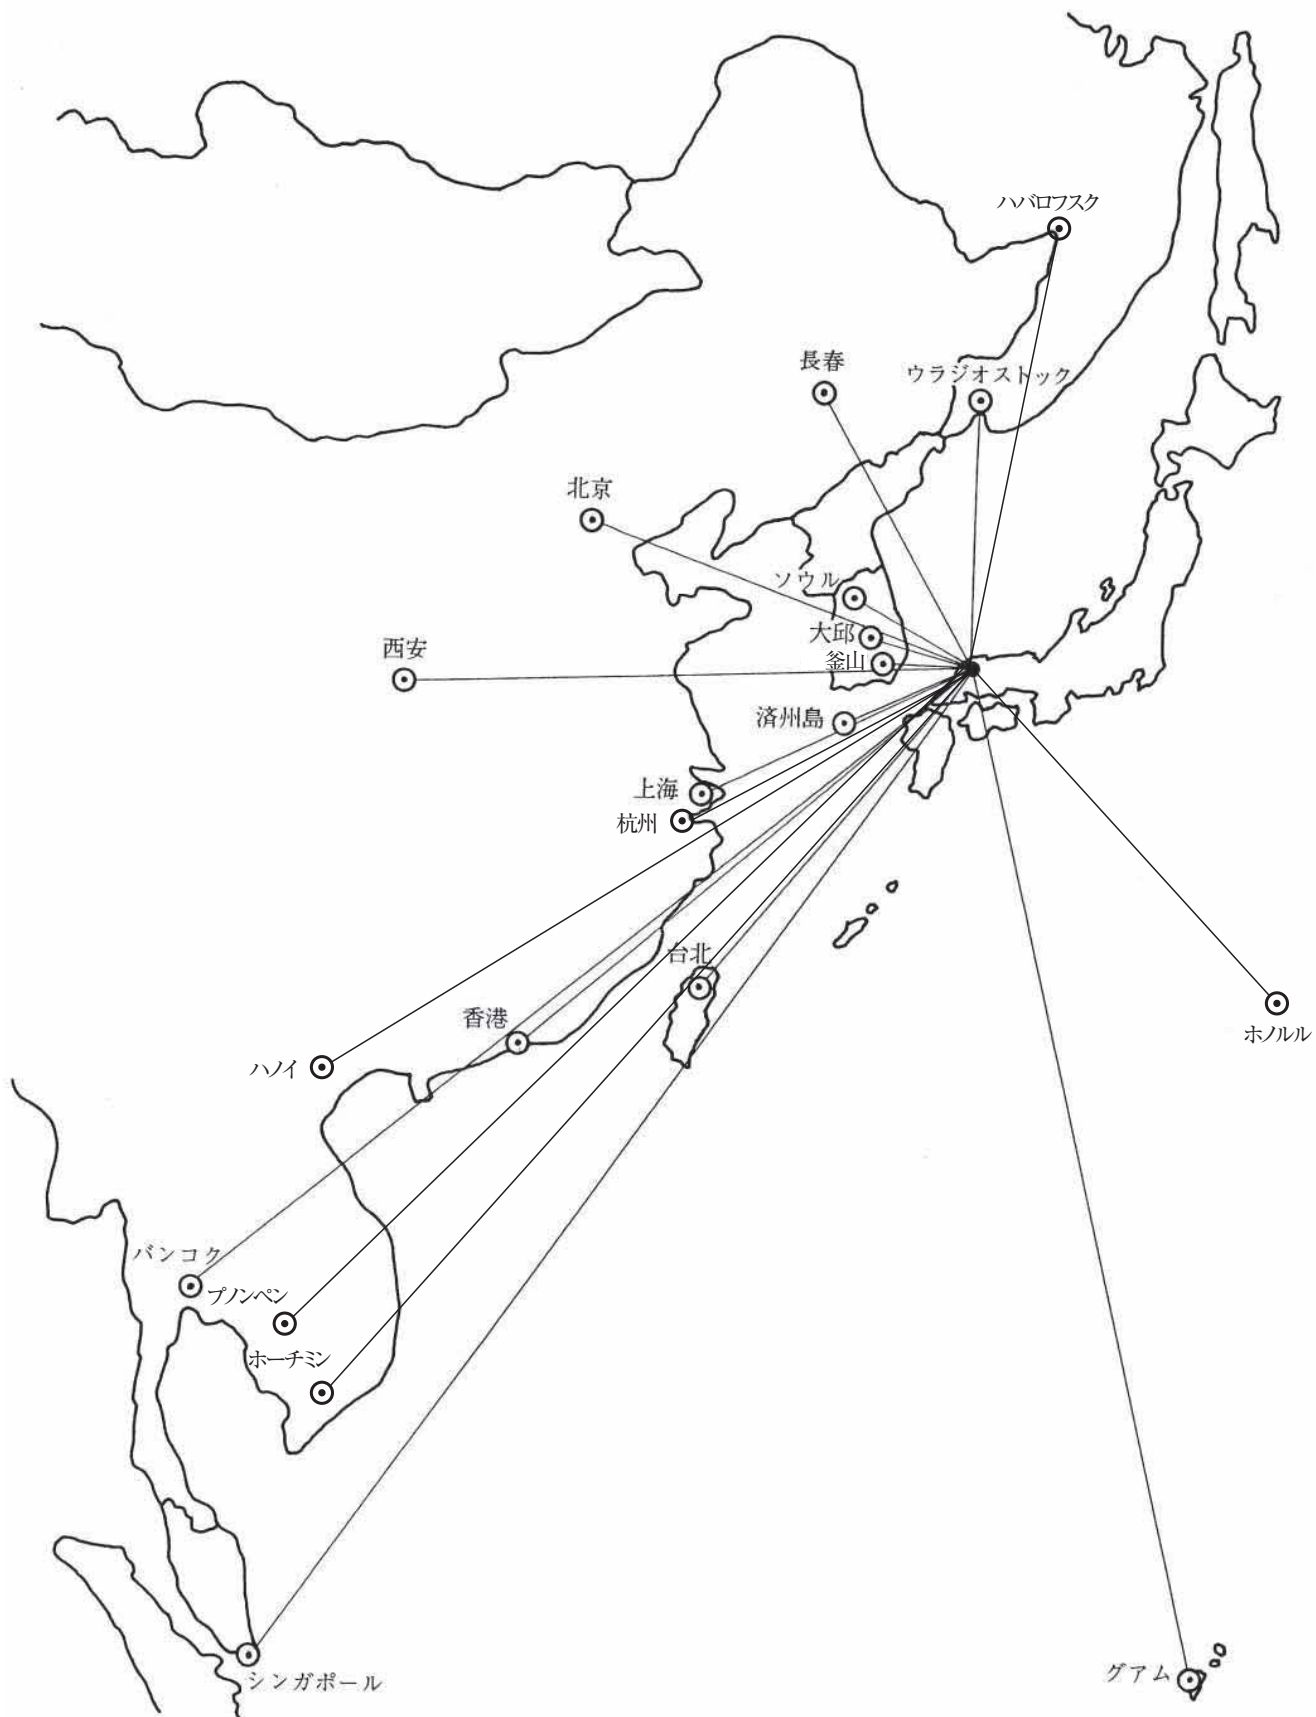 ハバロフスク
長春
ウラジオストック
北京
ソウル
大邱
釜山
西安
済州島
上海
杭州
台北
香港
ホノルル
ハノイ
バンコク
プノンペン
ホーチミン
グアム
シンガポール